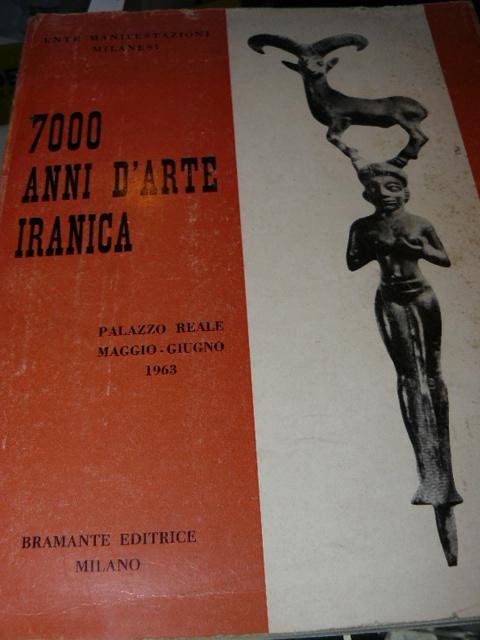 ENTE MANIFESTAZIONI
MILANESI
7000
ANNI D'ARTE
IRANICA
PALAZZO REALE
MAGGIO - GIUGNO
1963
BRAMANTE EDITRICE
MILANO